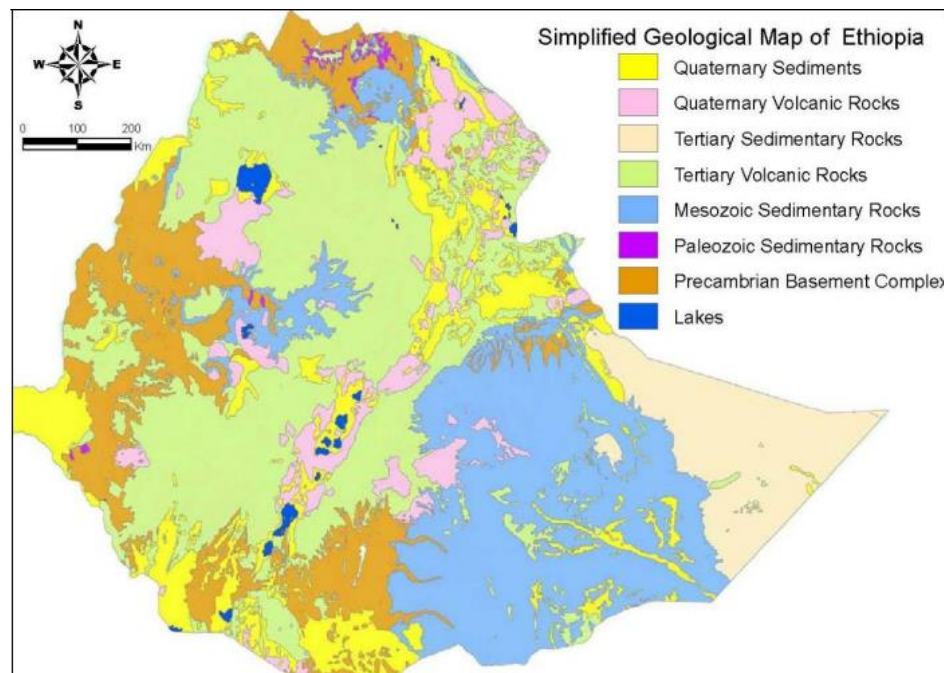 Simplified Geological Map of Ethiopia
N
W E
S
0 100 200
Km
Quaternary Sediments
Quaternary Volcanic Rocks
Tertiary Sedimentary Rocks
Tertiary Volcanic Rocks
Mesozoic Sedimentary Rocks
Paleozoic Sedimentary Rocks
Precambrian Basement Complex
Lakes